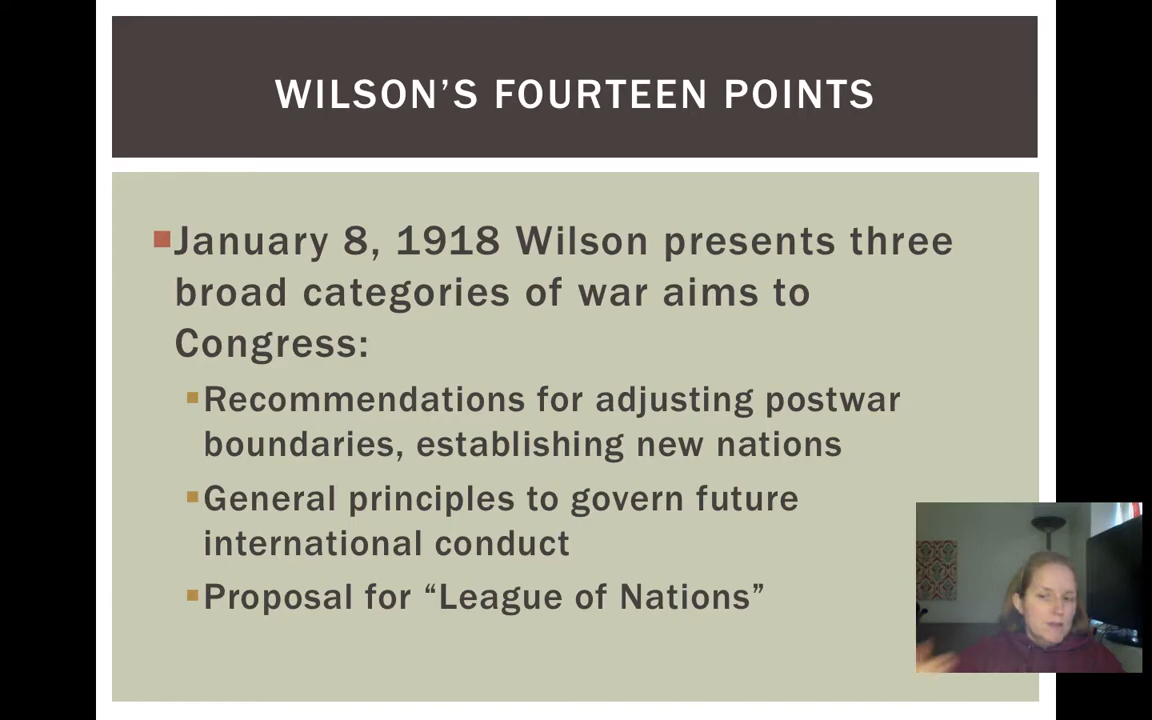 WILSON’S FOURTEEN POINTS
January 8, 1918 Wilson presents three
broad categories of war aims to
Congress:
Recommendations for adjusting postwar
boundaries, establishing new nations
General principles to govern future
international conduct
Proposal for “League of Nations”